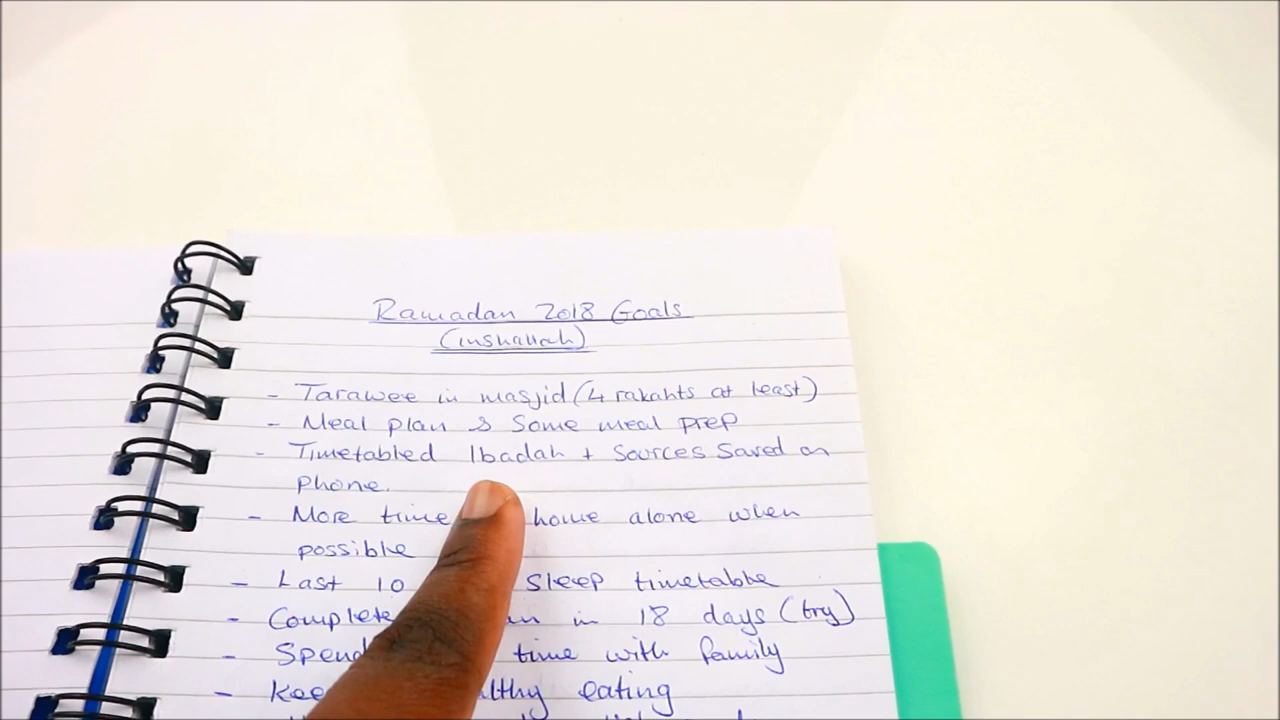 Ramadan 2018 Goals
(inshallah)
- Tarawee in masjid (4 rakahts at least)
- Meal plan & some meal prep
- Timetabled Ibadah + sources saved on
phone.
- More time home alone when
possible
- Last 10 sleep timetable
- Complete in 18 days (try)
- Spend time with family
- eating